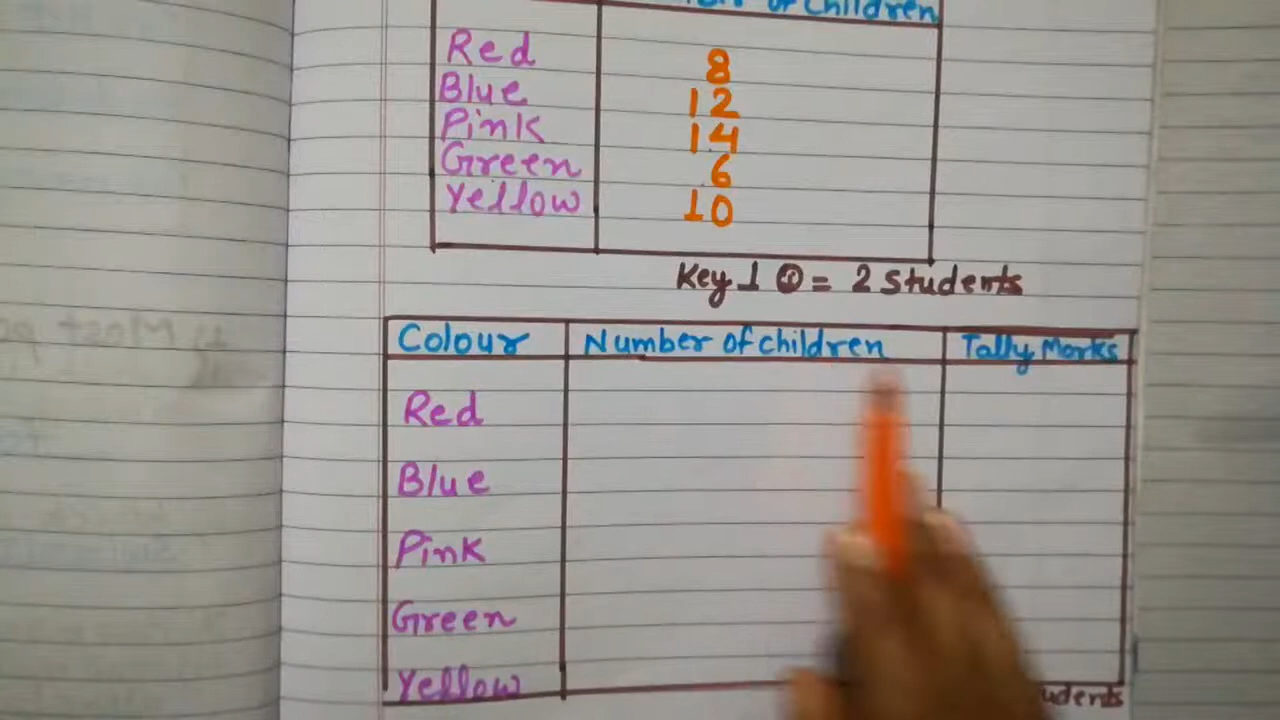 of Children
Red 8
Blue 12
Pink 14
Green 6
Yellow 10
Key 1 = 2 Students
Colour Number of children Tally Marks
Red
Blue
Pink
Green
Yellow